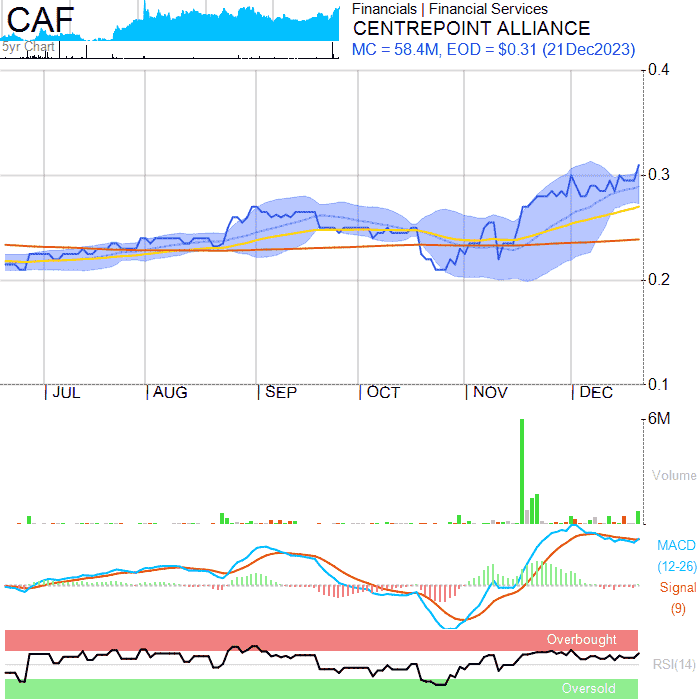 CAF
Financials | Financial Services
CENTREPOINT ALLIANCE
MC = 58.4M, EOD = $0.31 (21Dec2023)
5yr Chart
0.4
0.3
0.2
0.1
JUL
AUG
SEP
OCT
NOV
DEC
6M
Volume
MACD
(12-26)
Signal
(9)
Overbought
RSI(14)
Oversold